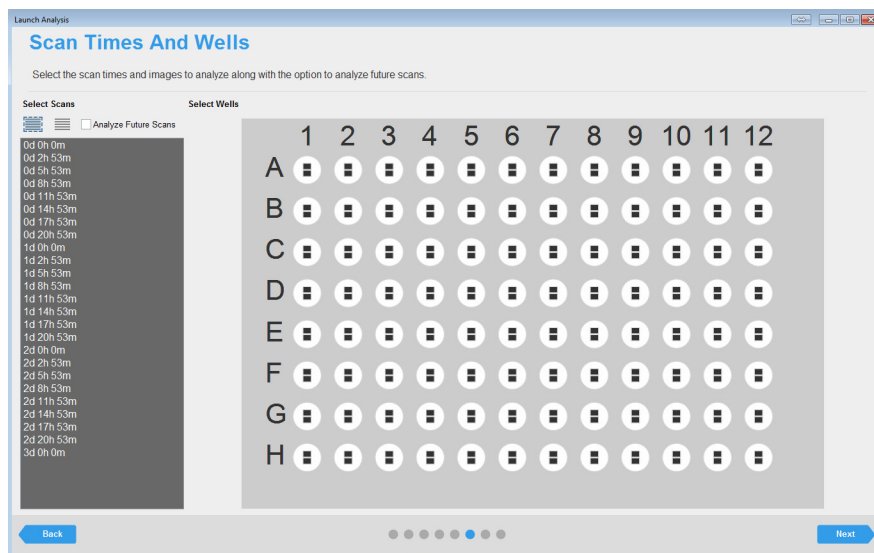 Launch Analysis
Scan Times And Wells
Select the scan times and images to analyze along with the option to analyze future scans.
Select Scans
Select Wells
Analyze Future Scans
0d 0h 0m
0d 2h 53m
0d 5h 53m
0d 8h 53m
0d 11h 53m
0d 14h 53m
0d 17h 53m
0d 20h 53m
1d 0h 0m
1d 2h 53m
1d 5h 53m
1d 8h 53m
1d 11h 53m
1d 14h 53m
1d 17h 53m
1d 20h 53m
2d 0h 0m
2d 2h 53m
2d 5h 53m
2d 8h 53m
2d 11h 53m
2d 14h 53m
2d 17h 53m
2d 20h 53m
3d 0h 0m
1 2 3 4 5 6 7 8 9 10 11 12
A
B
C
D
E
F
G
H
Back
Next